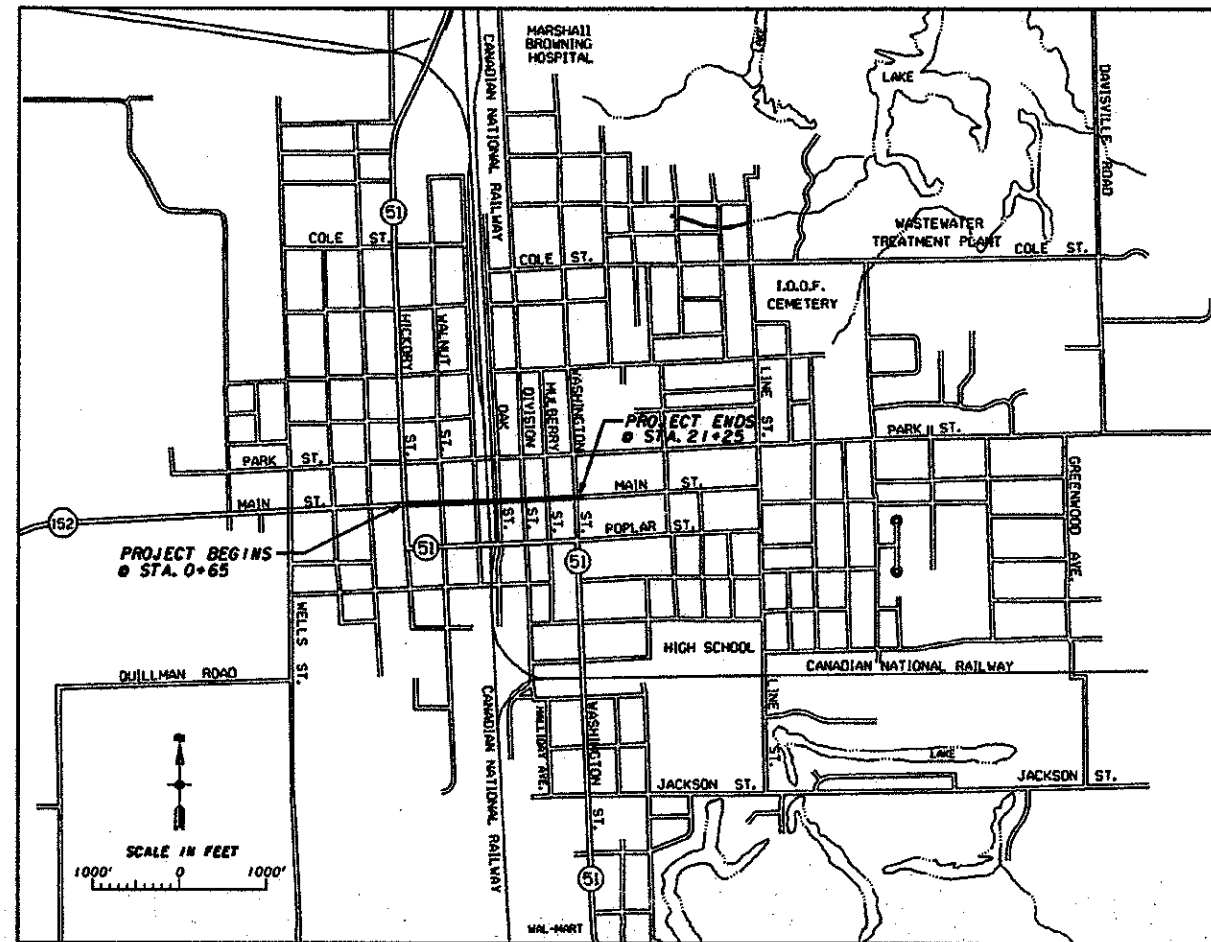 MARSHAll
BROWNING
HOSPITAL
CANADIAN NATIONAL RAILWAY
LAKE
DAVISVILLE ROAD
51
COLE ST.
COLE ST.
WASTEWATER
TREATMENT PLANT
COLE ST.
I.O.O.F.
CEMETERY
HICKORY ST.
WALNUT ST.
OAK ST.
DIVISION ST.
MULBERRY ST.
WASHINGTON ST.
LINE ST.
PROJECT ENDS
@ STA. 21+25
PARK ST.
PARK ST.
MAIN ST.
MAIN ST.
GREENWOOD AVE.
152
POPLAR ST.
51
51
PROJECT BEGINS
@ STA. 0+65
WELLS ST.
HIGH SCHOOL
CANADIAN NATIONAL RAILWAY
QUILLMAN ROAD
CANADIAN NATIONAL RAILWAY
HALLIDAY AVE.
WASHINGTON ST.
LINE ST.
LAKE
JACKSON ST.
JACKSON ST.
SCALE IN FEET
1000' 0 1000'
51
WAL-MART